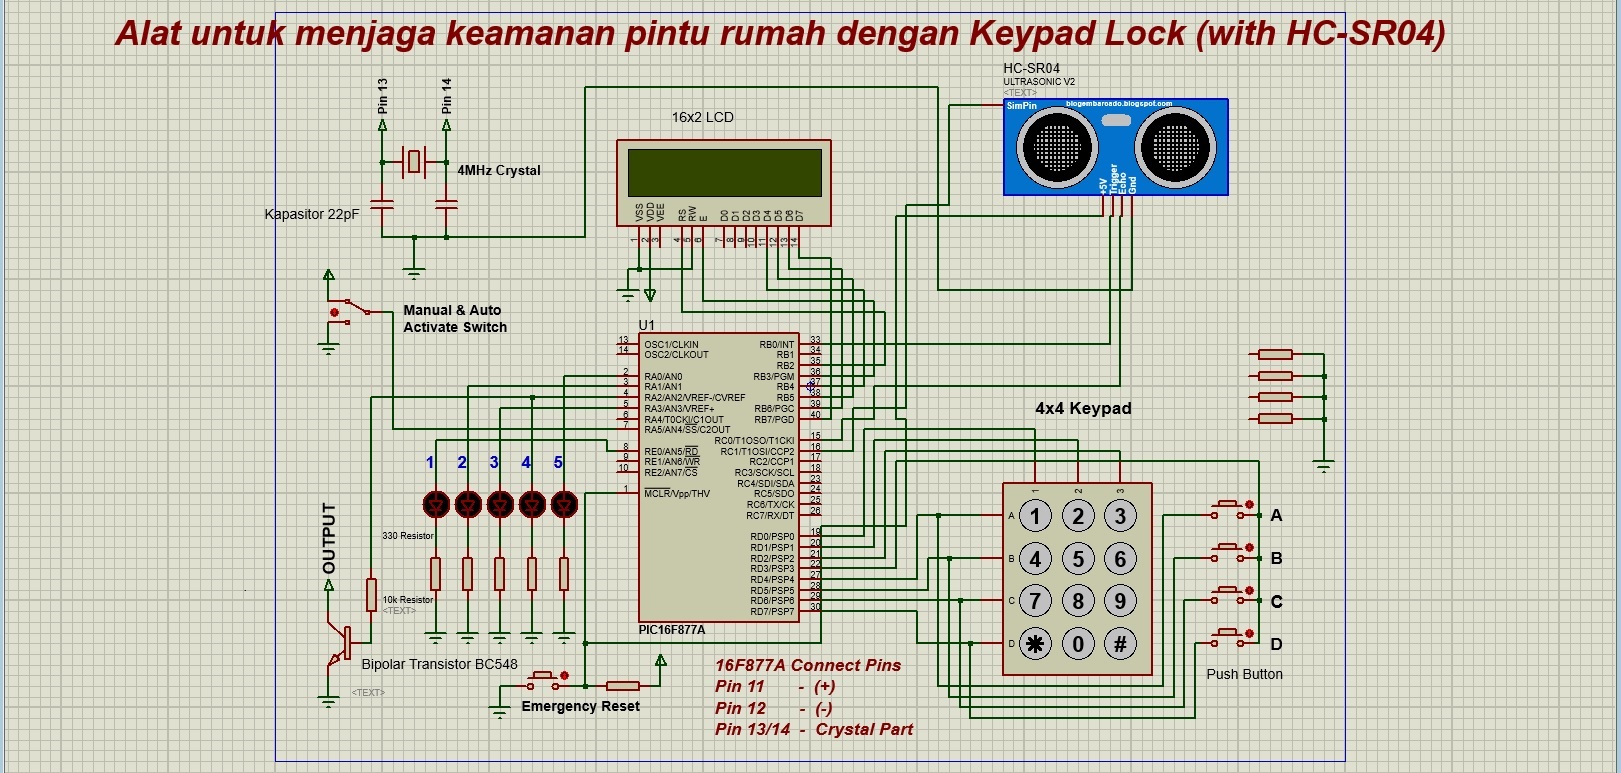 Alat untuk menjaga keamanan pintu rumah dengan Keypad Lock (with HC-SR04)
Pin 13
Pin 14
4MHz Crystal
Kapasitor 22pF
16x2 LCD
VSS
VDD
VEE
RS
RW
E
D0
D1
D2
D3
D4
D5
D6
D7
1
2
3
4
5
6
7
8
9
10
11
12
13
14
HC-SR04
ULTRASONIC V2
<TEXT>
SimPin
blogembarcado.blogspot.com
+5V
Trigger
Echo
Gnd
Manual & Auto
Activate Switch
U1
13 OSC1/CLKIN
14 OSC2/CLKOUT
2 RA0/AN0
3 RA1/AN1
4 RA2/AN2/VREF-/CVREF
5 RA3/AN3/VREF+
6 RA4/T0CKI/C1OUT
7 RA5/AN4/SS/C2OUT
8 RE0/AN5/RD
9 RE1/AN6/WR
10 RE2/AN7/CS
1 MCLR/Vpp/THV
RB0/INT 33
RB1 34
RB2 35
RB3/PGM 36
RB4 37
RB5 38
RB6/PGC 39
RB7/PGD 40
RC0/T1OSO/T1CKI 15
RC1/T1OSI/CCP2 16
RC2/CCP1 17
RC3/SCK/SCL 18
RC4/SDI/SDA 23
RC5/SDO 24
RC6/TX/CK 25
RC7/RX/DT 26
RD0/PSP0 19
RD1/PSP1 20
RD2/PSP2 21
RD3/PSP3 22
RD4/PSP4 27
RD5/PSP5 28
RD6/PSP6 29
RD7/PSP7 30
PIC16F877A
1 2 3 4 5
330 Resistor
OUTPUT
10k Resistor
<TEXT>
Bipolar Transistor BC548
<TEXT>
Emergency Reset
16F877A Connect Pins
Pin 11 - (+)
Pin 12 - (-)
Pin 13/14 - Crystal Part
4x4 Keypad
1 2 3
A 1 2 3
B 4 5 6
C 7 8 9
D * 0 #
A
B
C
D
Push Button